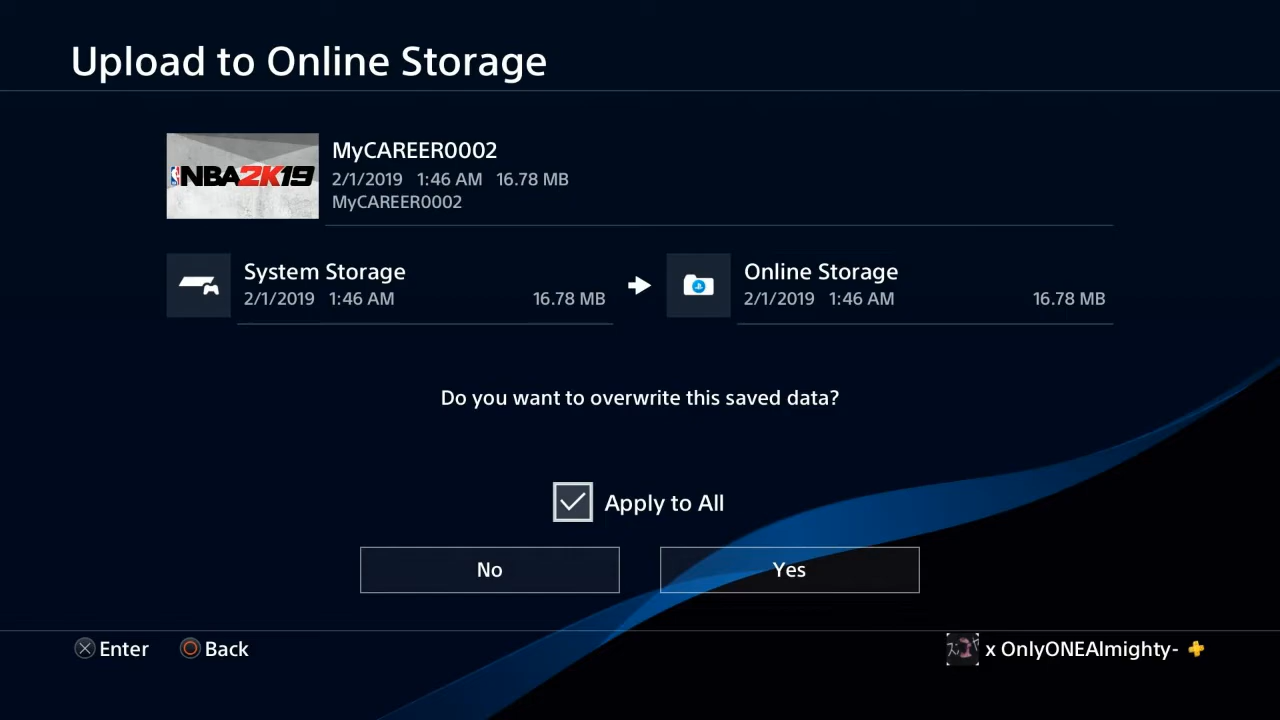 Upload to Online Storage
NBA2K19
MyCAREER0002
2/1/2019 1:46 AM 16.78 MB
MyCAREER0002
System Storage
2/1/2019 1:46 AM 16.78 MB
Online Storage
2/1/2019 1:46 AM 16.78 MB
Do you want to overwrite this saved data?
Apply to All
No
Yes
Enter
Back
x OnlyONEAlmighty-